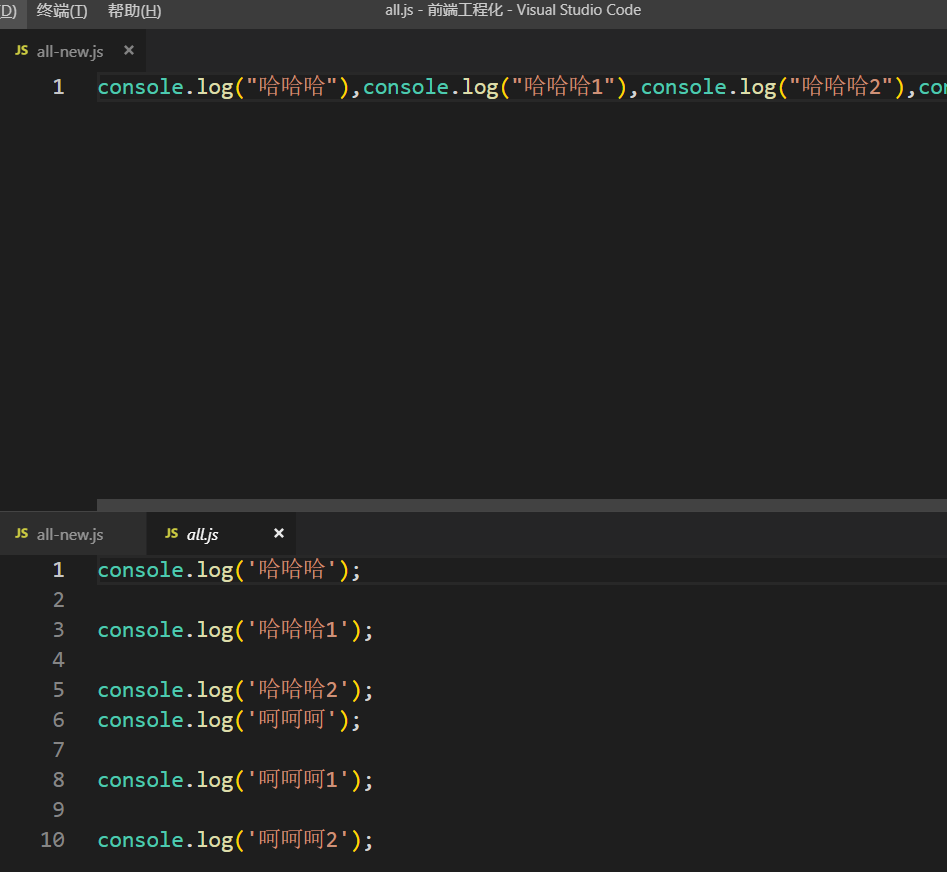 D) 终端(T) 帮助(H) all.js - 前端工程化 - Visual Studio Code
JS all-new.js ×
1 console.log("哈哈哈"),console.log("哈哈哈1"),console.log("哈哈哈2"),con
JS all-new.js JS all.js ×
1 console.log('哈哈哈');
2
3 console.log('哈哈哈1');
4
5 console.log('哈哈哈2');
6 console.log('呵呵呵');
7
8 console.log('呵呵呵1');
9
10 console.log('呵呵呵2');